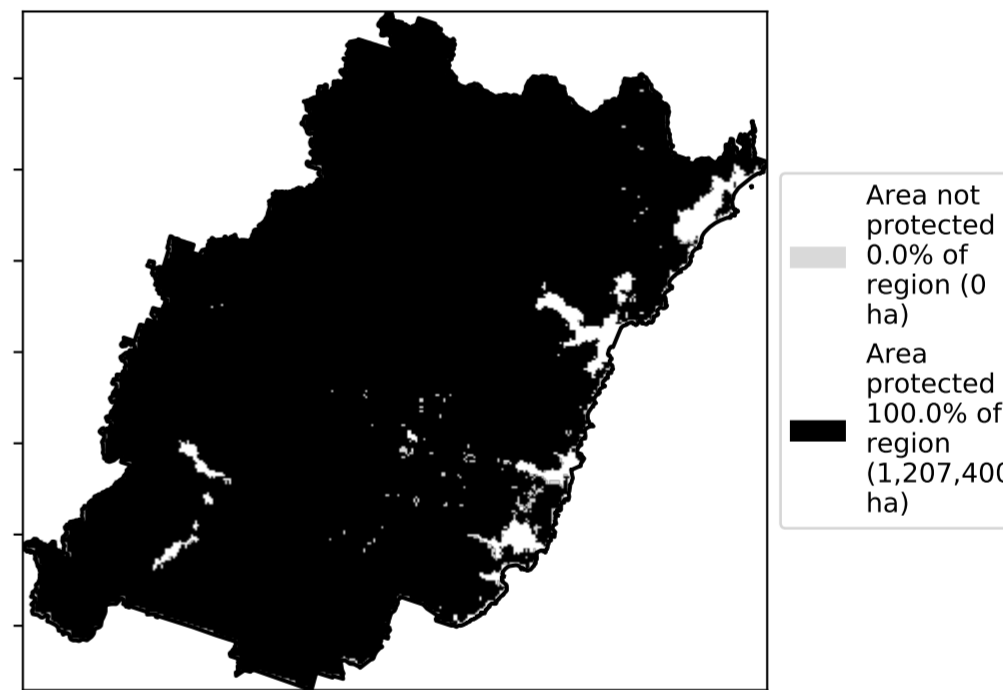 Area not
protected
0.0% of
region (0
ha)
Area
protected
100.0% of
region
(1,207,400
ha)